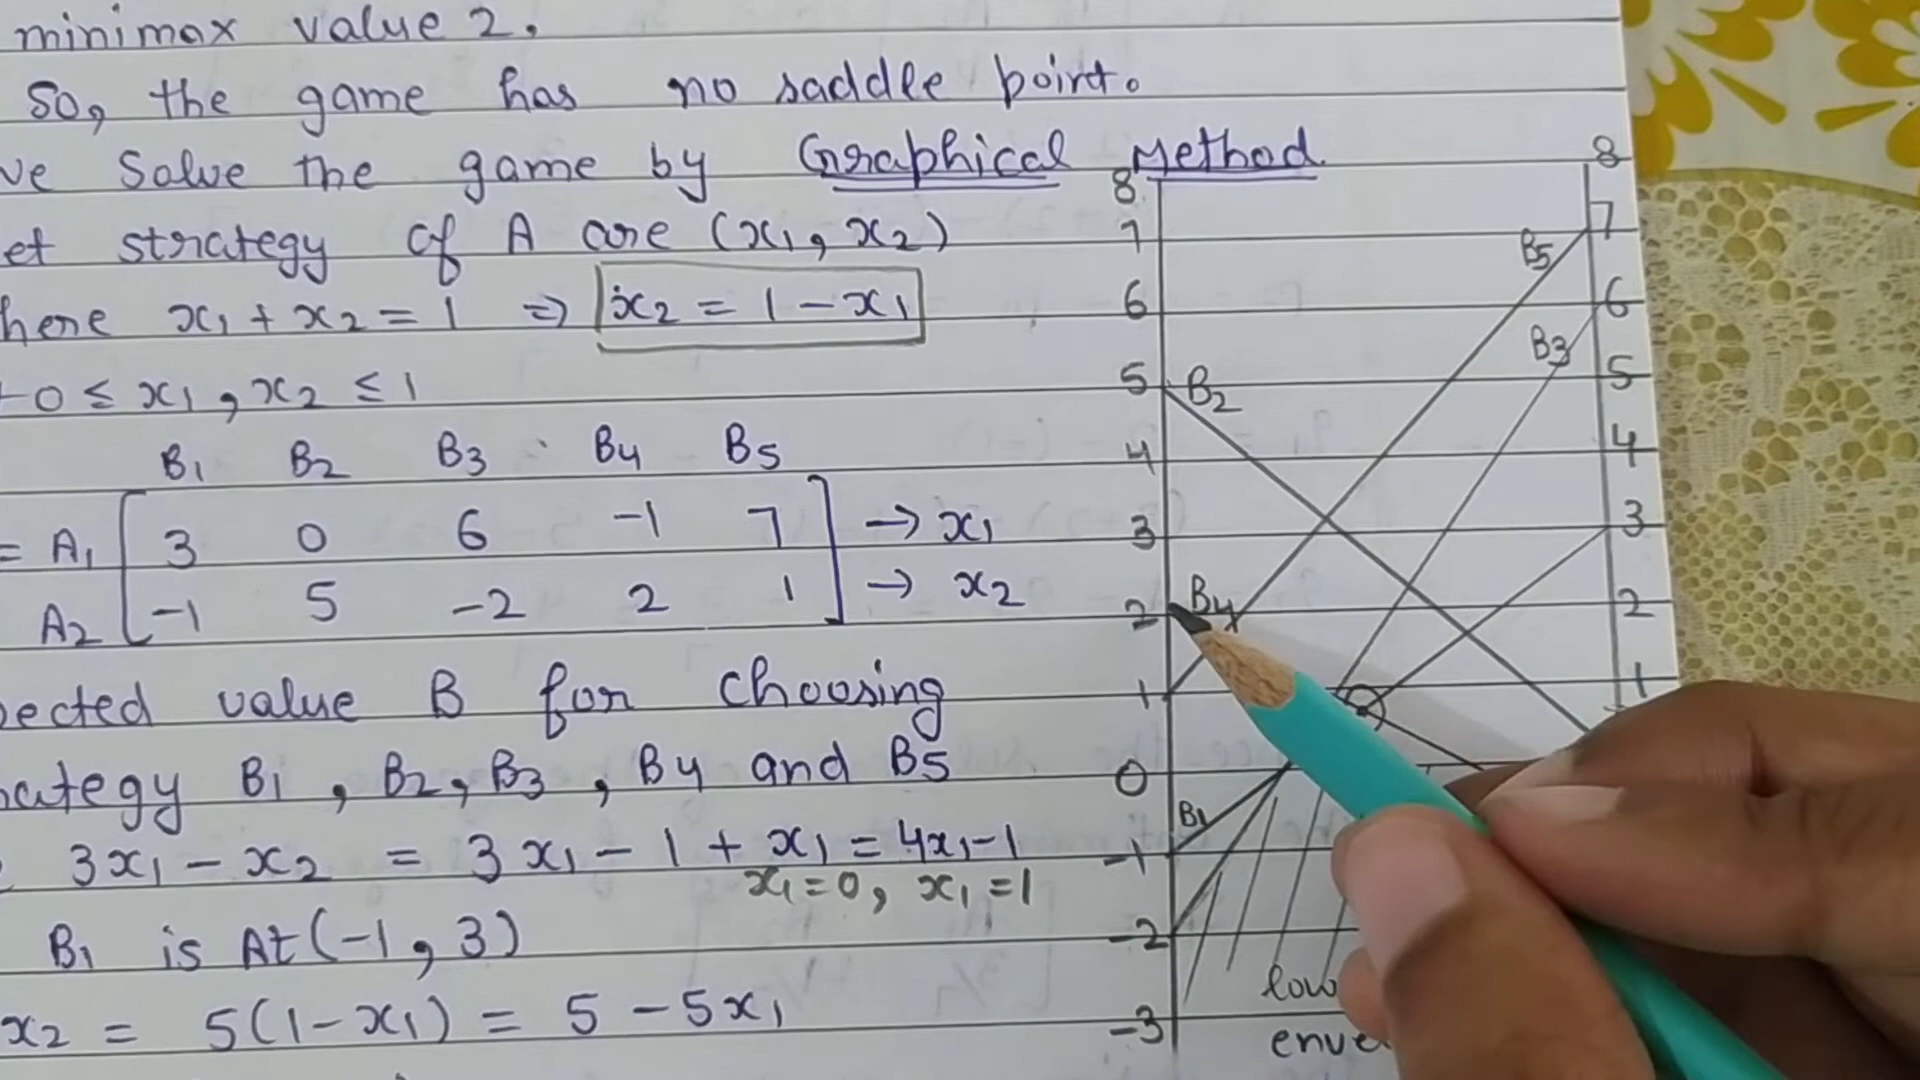 minimax value 2.
So, the game has no saddle point.
ve Solve the game by Graphical Method.
et strategy of A are (x1, x2)
here x1 + x2 = 1 => x2 = 1 - x1
0 ≤ x1, x2 ≤ 1
B1 B2 B3 B4 B5
= A1 3 0 6 -1 7 → x1
A2 -1 5 -2 2 1 → x2
pected value B for choosing
rategy B1, B2, B3, B4 and B5
3x1 - x2 = 3x1 - 1 + x1 = 4x1 - 1
x1 = 0, x1 = 1
B1 is At (-1, 3)
x2 = 5(1 - x1) = 5 - 5x1
8 8
7 B5 7
6 6
B3
5 B2 5
4 4
3 3
2 B4 2
1 1
0
B1
-1
-2
low
-3
enve